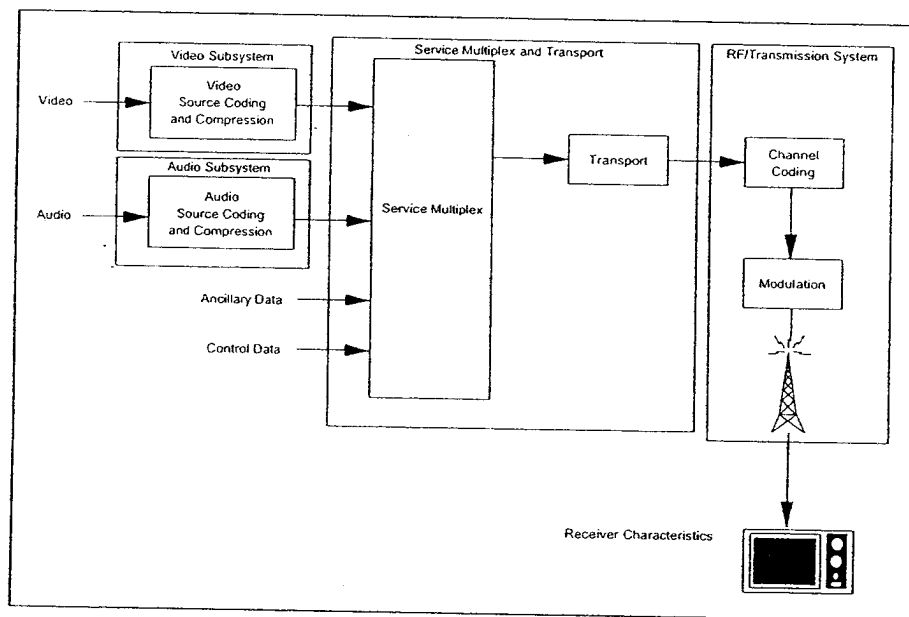 Video Subsystem
Service Multiplex and Transport
RF/Transmission System
Video
Video
Source Coding
and Compression
Audio Subsystem
Audio
Audio
Source Coding
and Compression
Service Multiplex
Transport
Channel
Coding
Modulation
Ancillary Data
Control Data
Receiver Characteristics